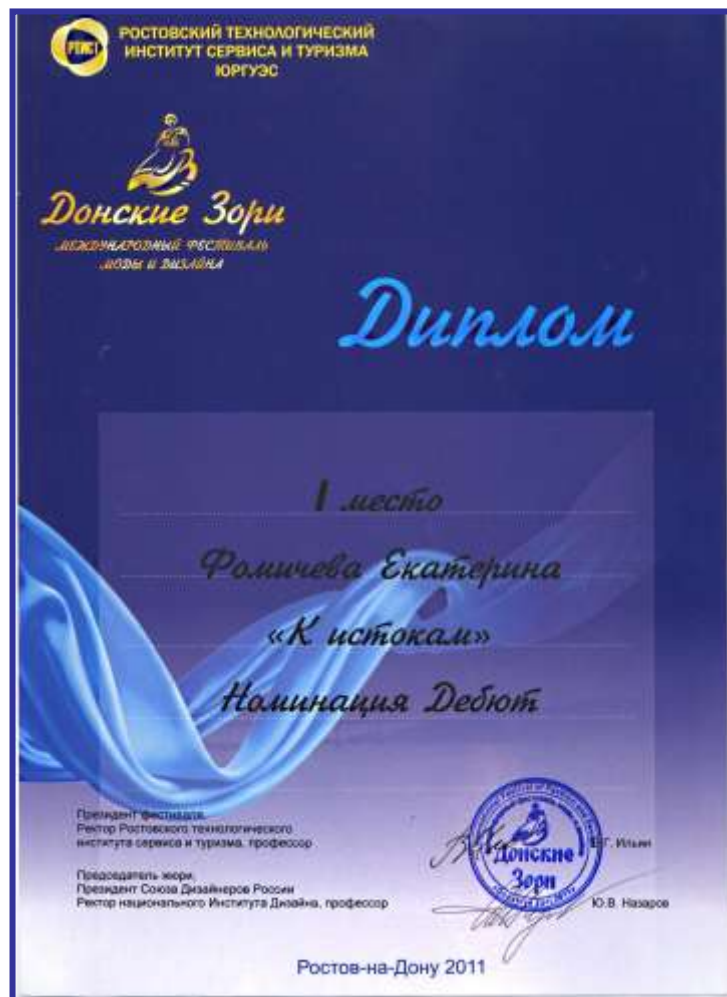 РТИСТ
РОСТОВСКИЙ ТЕХНОЛОГИЧЕСКИЙ
ИНСТИТУТ СЕРВИСА И ТУРИЗМА
ЮРГУЭС
Донские Зори
МЕЖДУНАРОДНЫЙ ФЕСТИВАЛЬ
МОДЫ И ДИЗАЙНА
Диплом
I место
Фомичева Екатерина
«К истокам»
Номинация Дебют
Президент фестиваля,
Ректор Ростовского технологического
института сервиса и туризма, профессор
Г. Ильин
Донские
Зори
Председатель жюри,
Президент Союза Дизайнеров России
Ректор национального Института Дизайна, профессор
Ю.В. Назаров
Ростов-на-Дону 2011